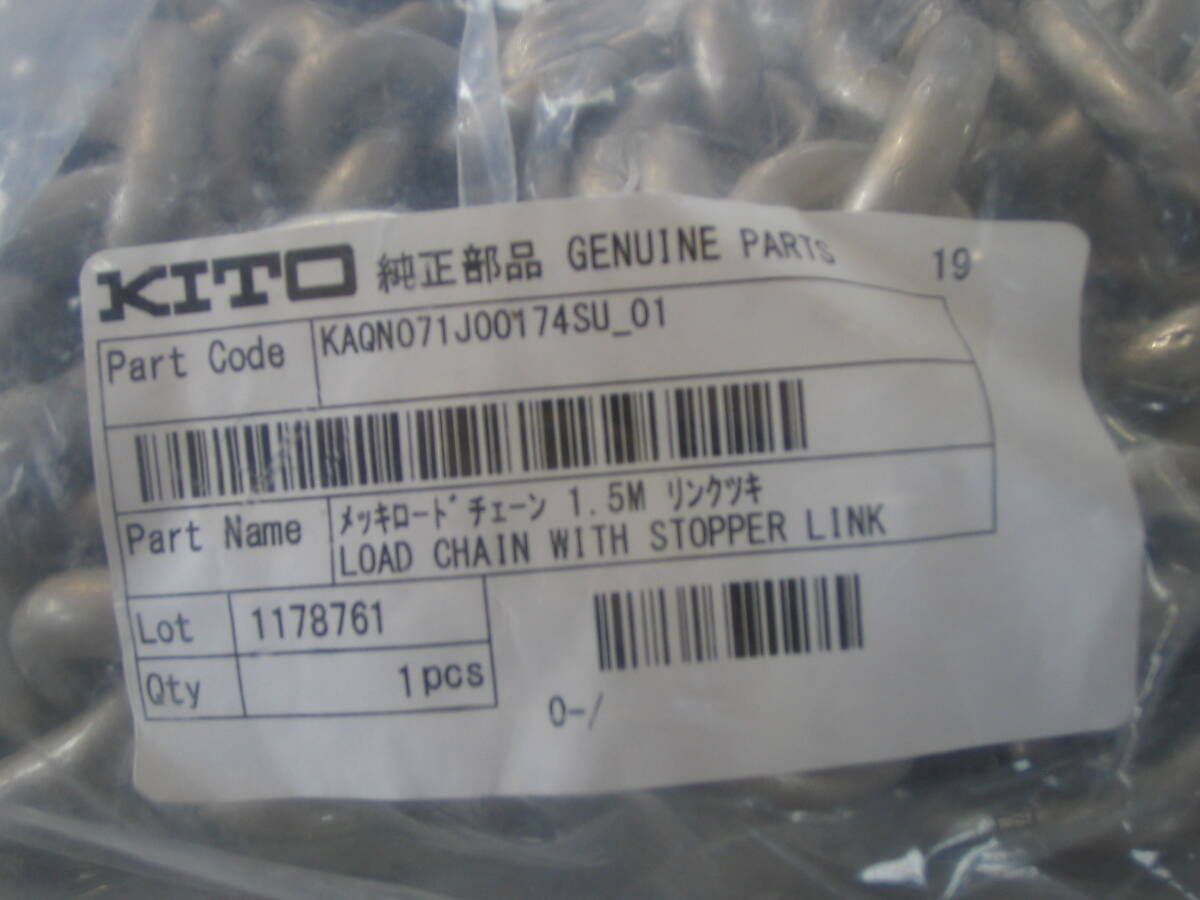 KITO 純正部品 GENUINE PARTS 19
Part Code KAQN071J00174SU_01
Part Name ﾒｯｷﾛｰﾄﾞﾁｪｰﾝ 1.5M ﾘﾝｸﾂｷ
LOAD CHAIN WITH STOPPER LINK
Lot 1178761
Qty 1pcs
0-/